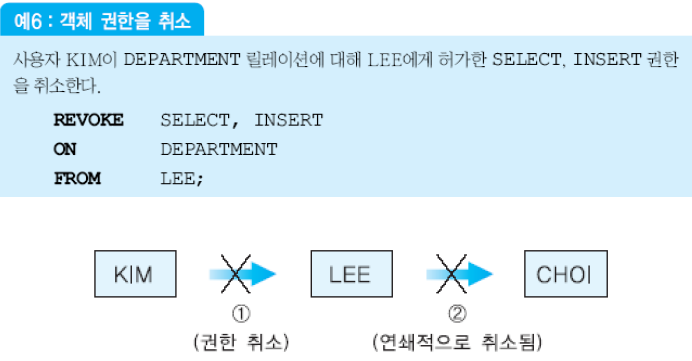 예6 : 객체 권한을 취소
사용자 KIM이 DEPARTMENT 릴레이션에 대해 LEE에게 허가한 SELECT, INSERT 권한
을 취소한다.
REVOKE SELECT, INSERT
ON DEPARTMENT
FROM LEE;
KIM LEE CHOI
① ②
(권한 취소) (연쇄적으로 취소됨)